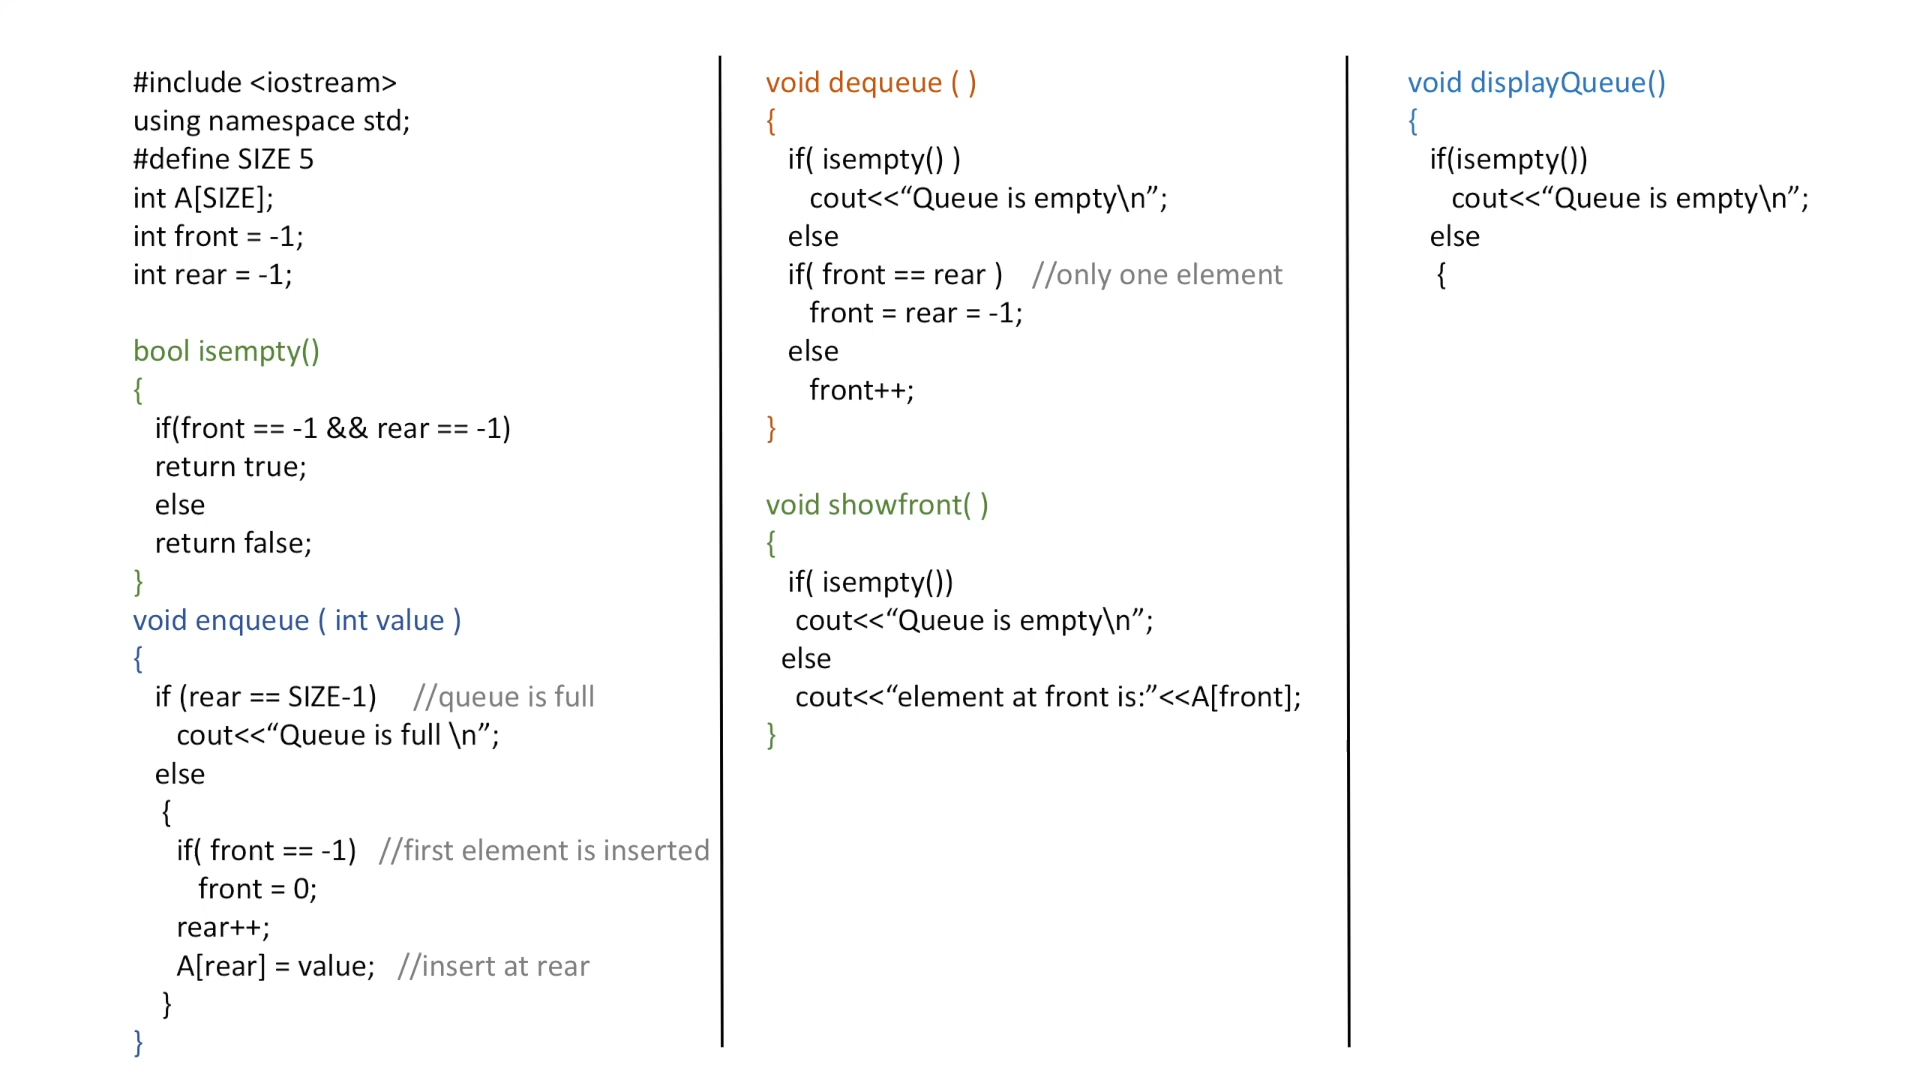 #include <iostream>
using namespace std;
#define SIZE 5
int A[SIZE];
int front = -1;
int rear = -1;
bool isempty()
{
if(front == -1 && rear == -1)
return true;
else
return false;
}
void enqueue ( int value )
{
if (rear == SIZE-1) //queue is full
cout<<“Queue is full \n”;
else
{
if( front == -1) //first element is inserted
front = 0;
rear++;
A[rear] = value; //insert at rear
}
}
void dequeue ( )
{
if( isempty() )
cout<<“Queue is empty\n”;
else
if( front == rear ) //only one element
front = rear = -1;
else
front++;
}
void showfront( )
{
if( isempty())
cout<<“Queue is empty\n”;
else
cout<<“element at front is:”<<A[front];
}
void displayQueue()
{
if(isempty())
cout<<“Queue is empty\n”;
else
{